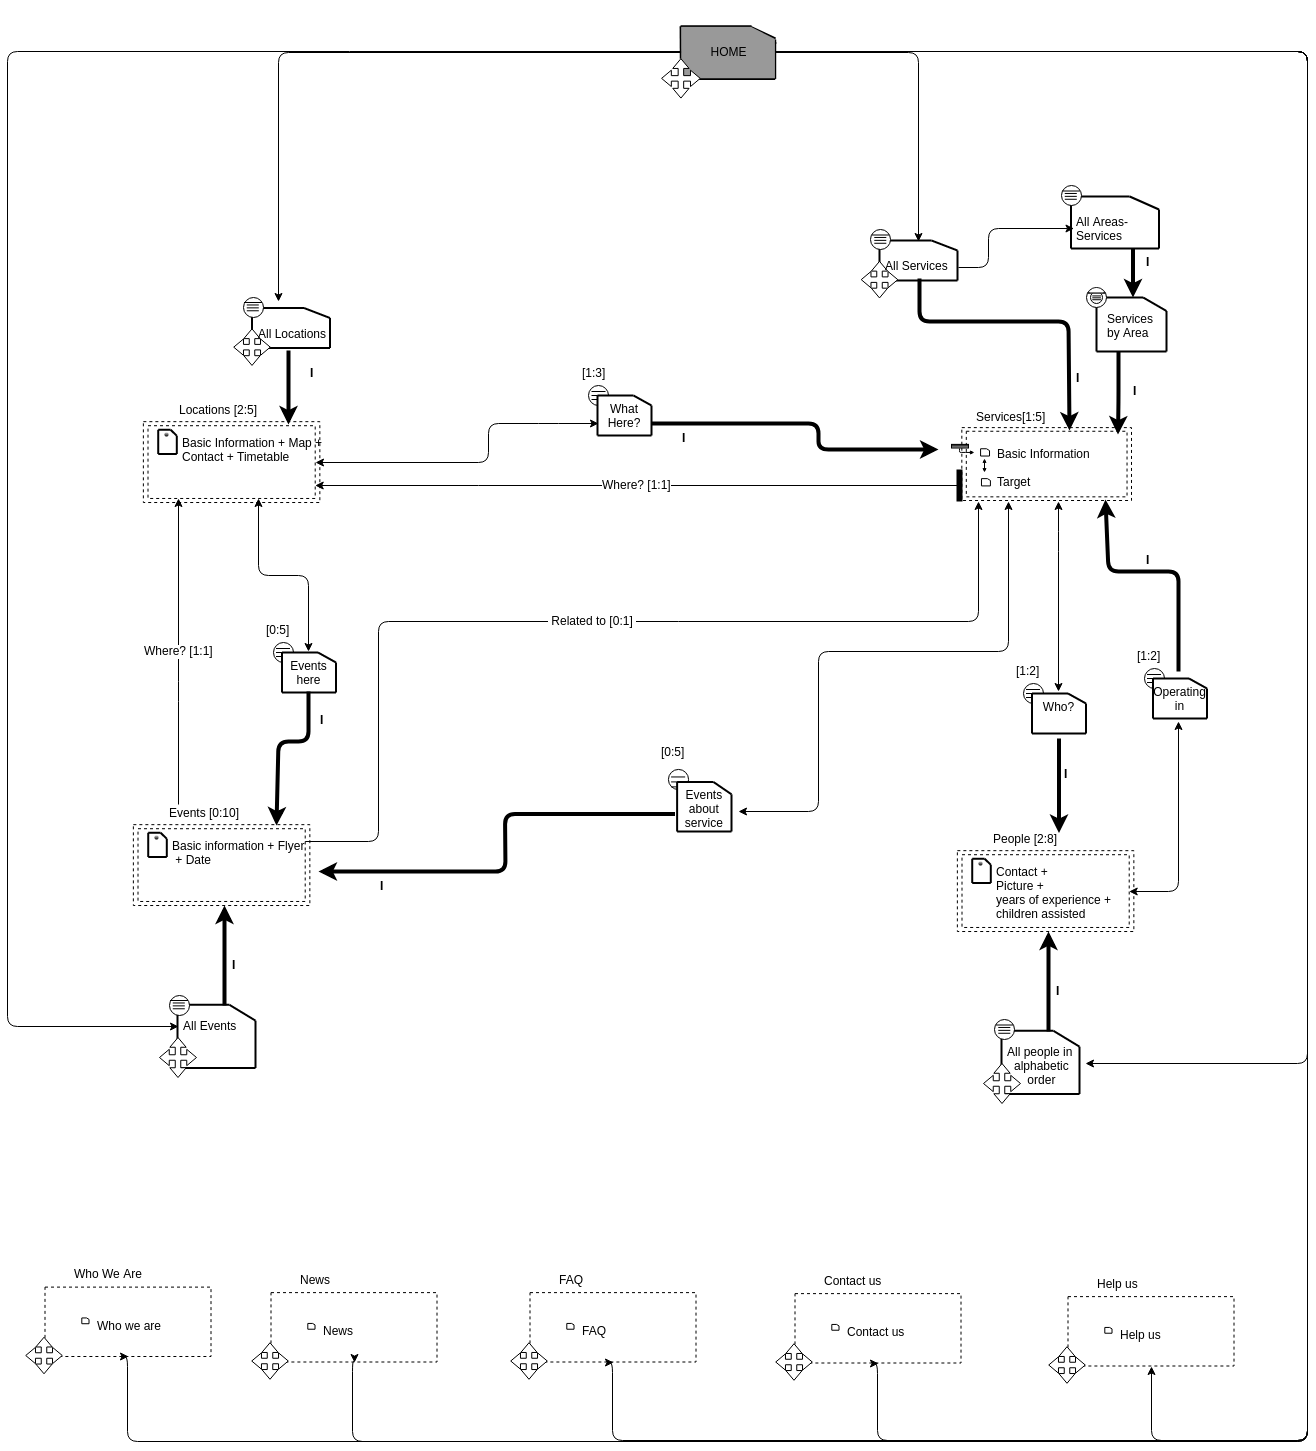 HOME
All Areas-
Services
All Services
I
Services
by Area
All Locations
I
[1:3]
I
I
Locations [2:5]
What
Here?
Services[1:5]
Basic Information + Map +
Contact + Timetable
I
Basic Information
Where? [1:1]
Target
I
Related to [0:1]
[0:5]
Where? [1:1]
Events
here
[1:2]
[1:2]
Operating
in
Who?
I
[0:5]
I
Events
about
service
Events [0:10]
Basic information + Flyer
+ Date
People [2:8]
I
Contact +
Picture +
years of experience +
children assisted
I
I
All Events
All people in
alphabetic
order
Who We Are
News
FAQ
Contact us
Help us
Who we are
News
FAQ
Contact us
Help us